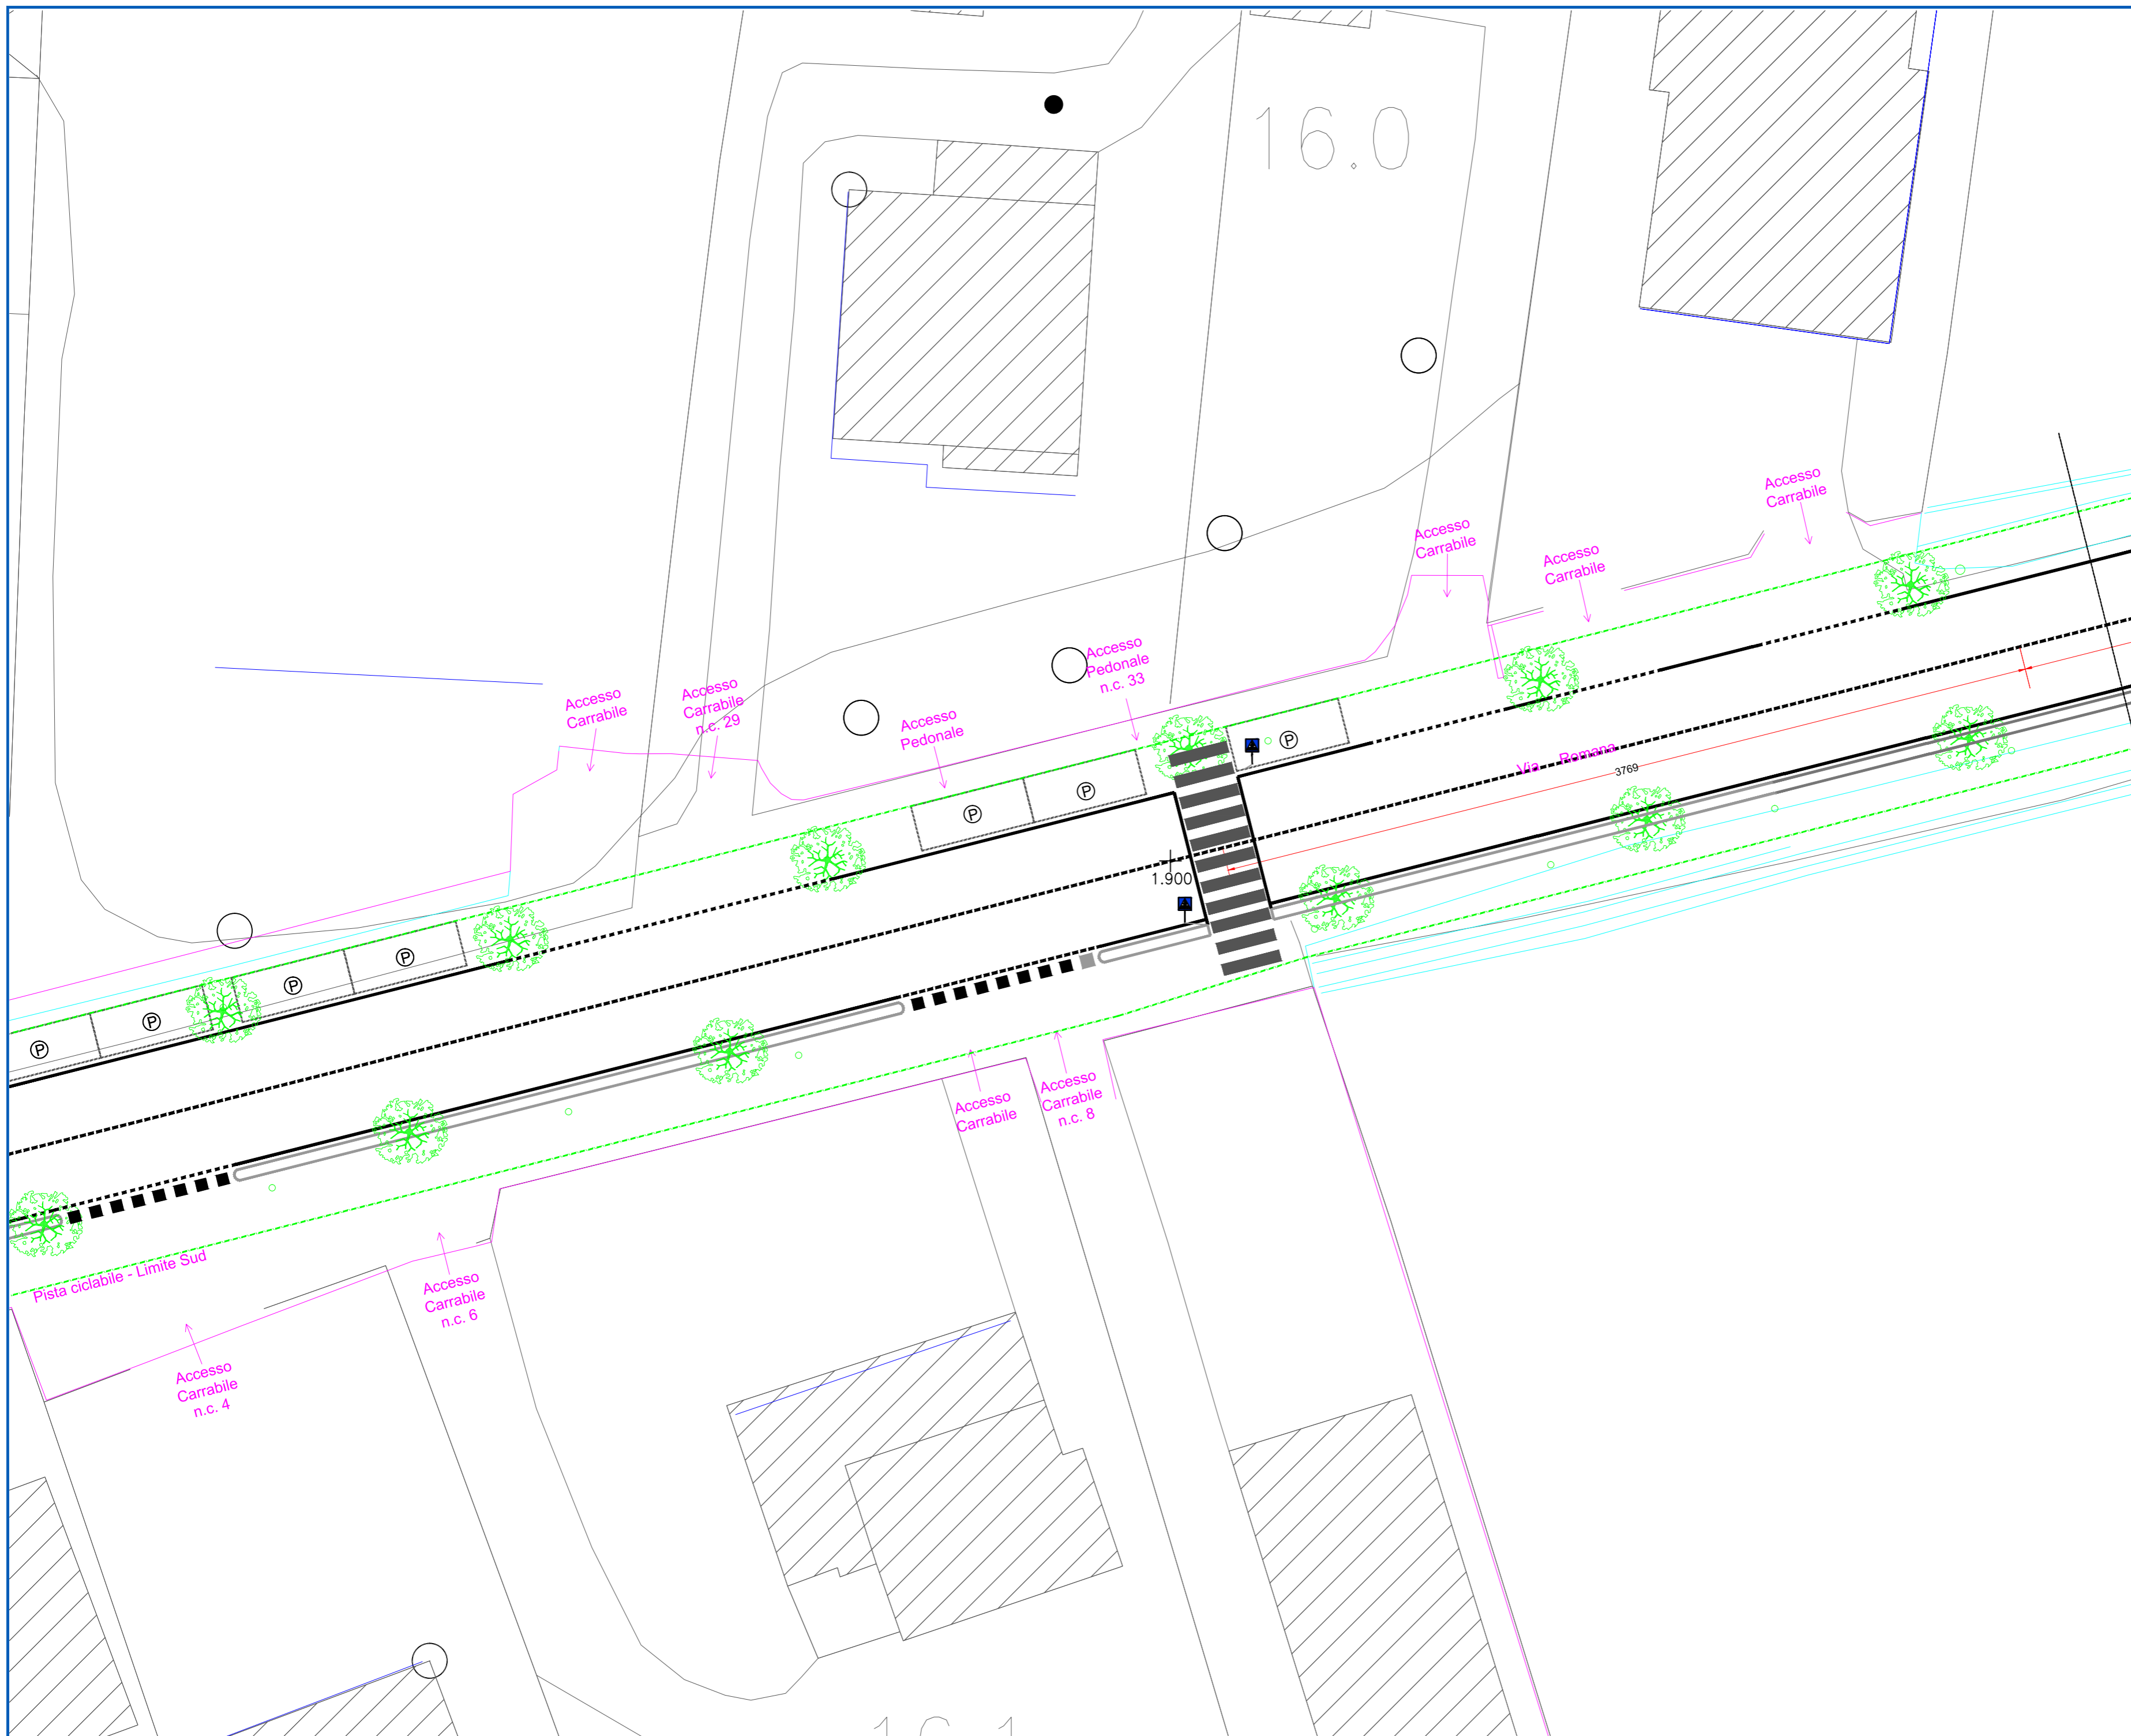 16.0
Accesso
Carrabile
Accesso
Carrabile
Accesso
Carrabile
Accesso
Pedonale
n.c. 33
Accesso
Carrabile
n.c. 29
Accesso
Carrabile
Accesso
Pedonale
P
P
P
Via Romana
3769
1.900
P
P
P
P
Accesso
Carrabile
n.c. 8
Accesso
Carrabile
Pista ciclabile - Limite Sud
Accesso
Carrabile
n.c. 6
Accesso
Carrabile
n.c. 4
16.1